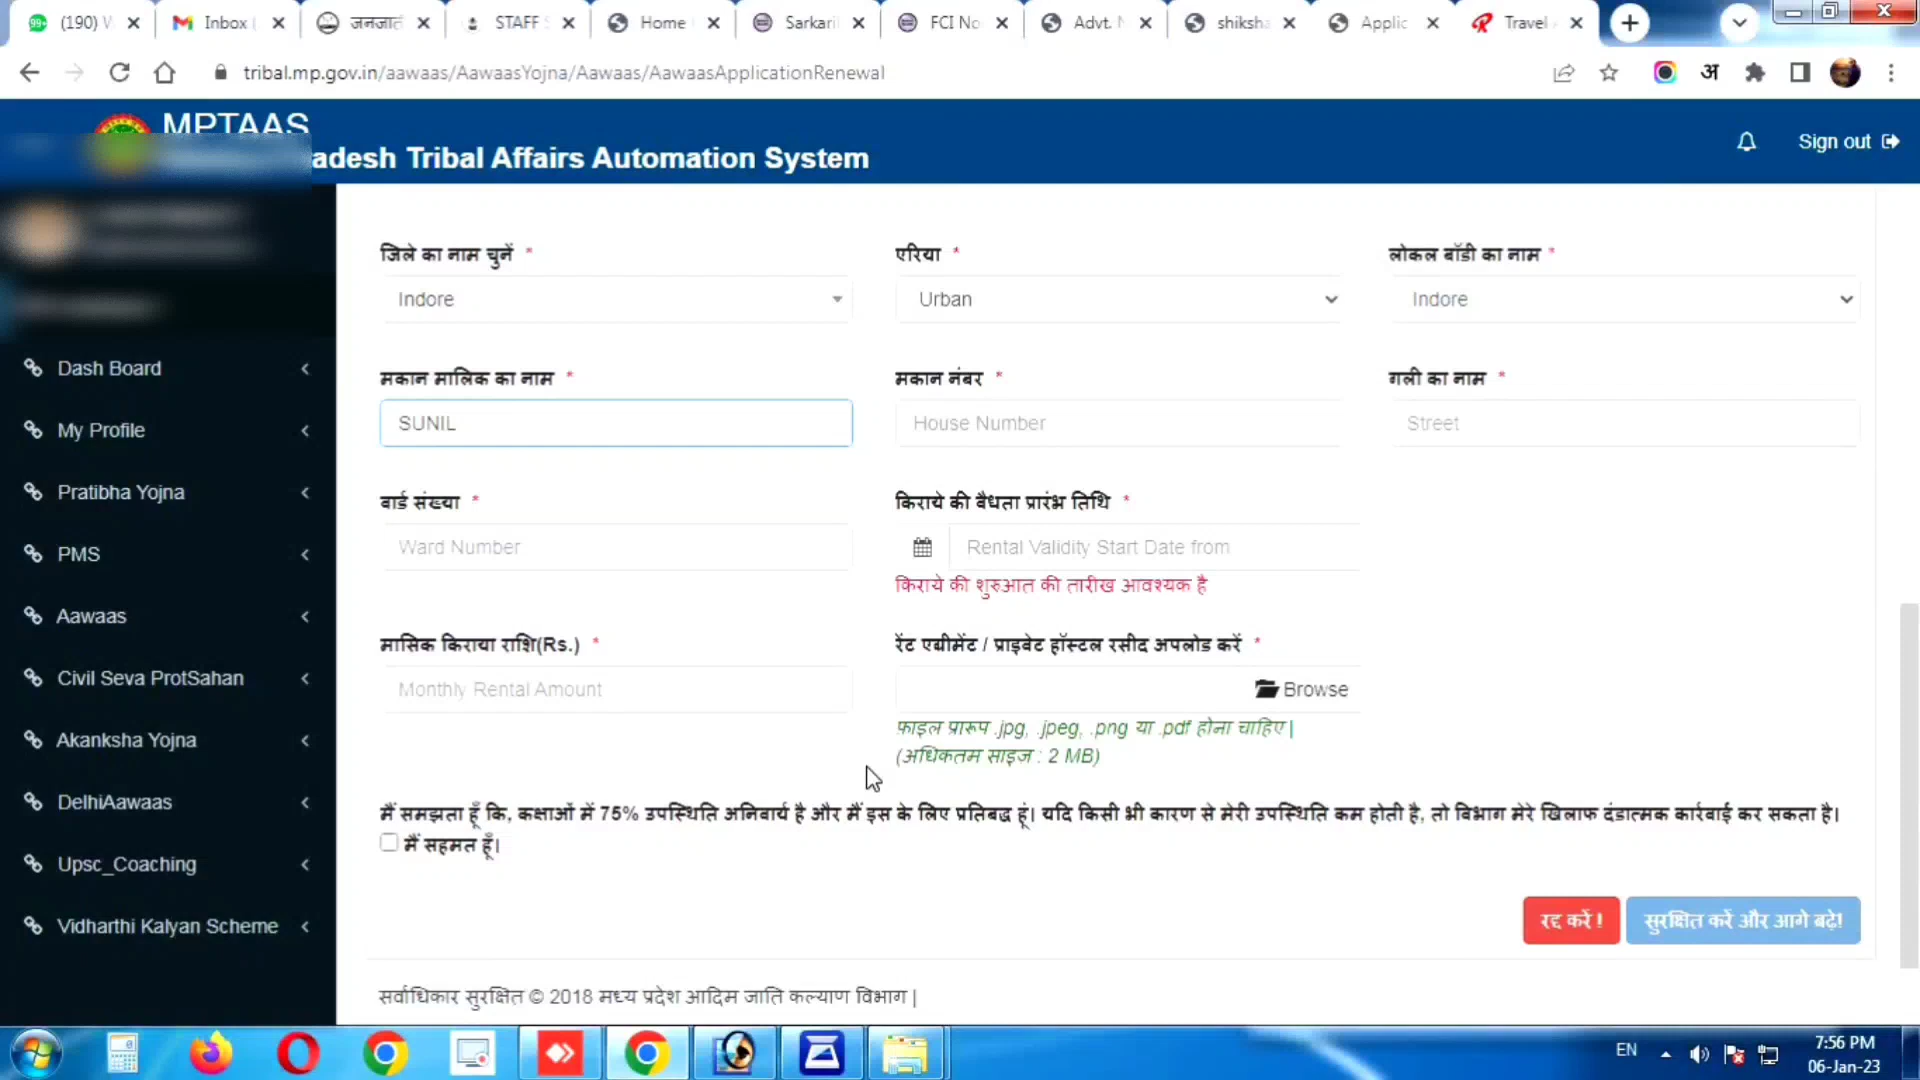 (190) W
Inbox (
जनजाति
STAFF S
Home
Sarkari
FCI No
Advt. N
shiksha
Applic
Travel
tribal.mp.gov.in/aawaas/AawaasYojna/Aawaas/AawaasApplicationRenewal
अ
MPTAAS
adesh Tribal Affairs Automation System
Sign out
जिले का नाम चुनें *
एरिया *
लोकल बॉडी का नाम *
Indore
Urban
Indore
Dash Board
मकान मालिक का नाम *
मकान नंबर *
गली का नाम *
My Profile
SUNIL
House Number
Street
Pratibha Yojna
वार्ड संख्या *
किराये की वैधता प्रारंभ तिथि *
PMS
Ward Number
Rental Validity Start Date from
किराये की शुरुआत की तारीख आवश्यक है
Aawaas
मासिक किराया राशि(Rs.) *
रेंट एग्रीमेंट / प्राइवेट हॉस्टल रसीद अपलोड करें *
Civil Seva ProtSahan
Monthly Rental Amount
Browse
फ़ाइल प्रारूप .jpg, .jpeg, .png या .pdf होना चाहिए |
(अधिकतम साइज : 2 MB)
Akanksha Yojna
DelhiAawaas
मैं समझता हूँ कि, कक्षाओं में 75% उपस्थिति अनिवार्य है और मैं इस के लिए प्रतिबद्ध हूं। यदि किसी भी कारण से मेरी उपस्थिति कम होती है, तो विभाग मेरे खिलाफ दंडात्मक कार्रवाई कर सकता है।
मैं सहमत हूँ।
Upsc_Coaching
Vidharthi Kalyan Scheme
रद्द करें !
सुरक्षित करें और आगे बढ़ें!
सर्वाधिकार सुरक्षित © 2018 मध्य प्रदेश आदिम जाति कल्याण विभाग |
EN
7:56 PM
06-Jan-23